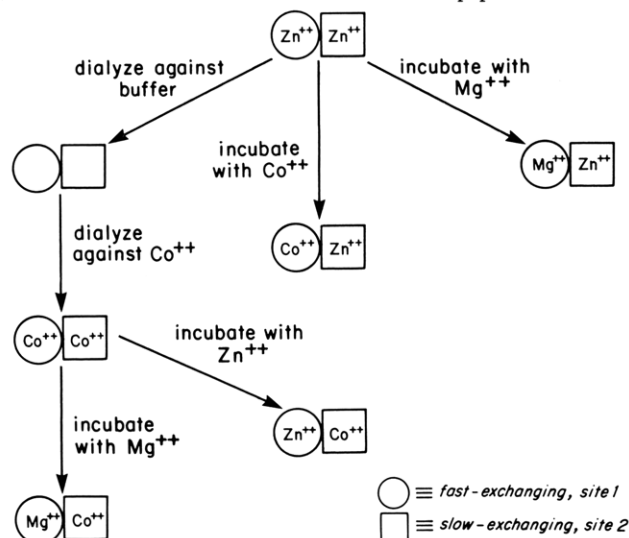 Zn++ Zn++
dialyze against
buffer
incubate with
Mg++
incubate
with Co++
Mg++ Zn++
Co++ Zn++
dialyze
against Co++
Co++ Co++
incubate with
Zn++
Zn++ Co++
incubate
with Mg++
Mg++ Co++
≡ fast-exchanging, site 1
≡ slow-exchanging, site 2